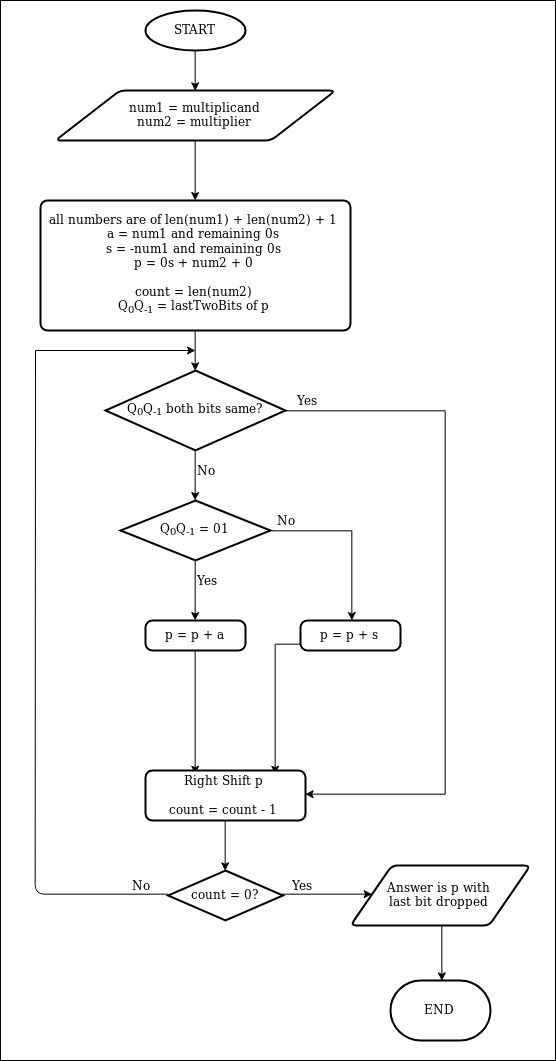 START
num1 = multiplicand
num2 = multiplier
all numbers are of len(num1) + len(num2) + 1
a = num1 and remaining 0s
s = -num1 and remaining 0s
p = 0s + num2 + 0
count = len(num2)
Q0Q-1 = lastTwoBits of p
Q0Q-1 both bits same?
Yes
No
Q0Q-1 = 01
No
Yes
p = p + a
p = p + s
Right Shift p
count = count - 1
count = 0?
No
Yes
Answer is p with
last bit dropped
END